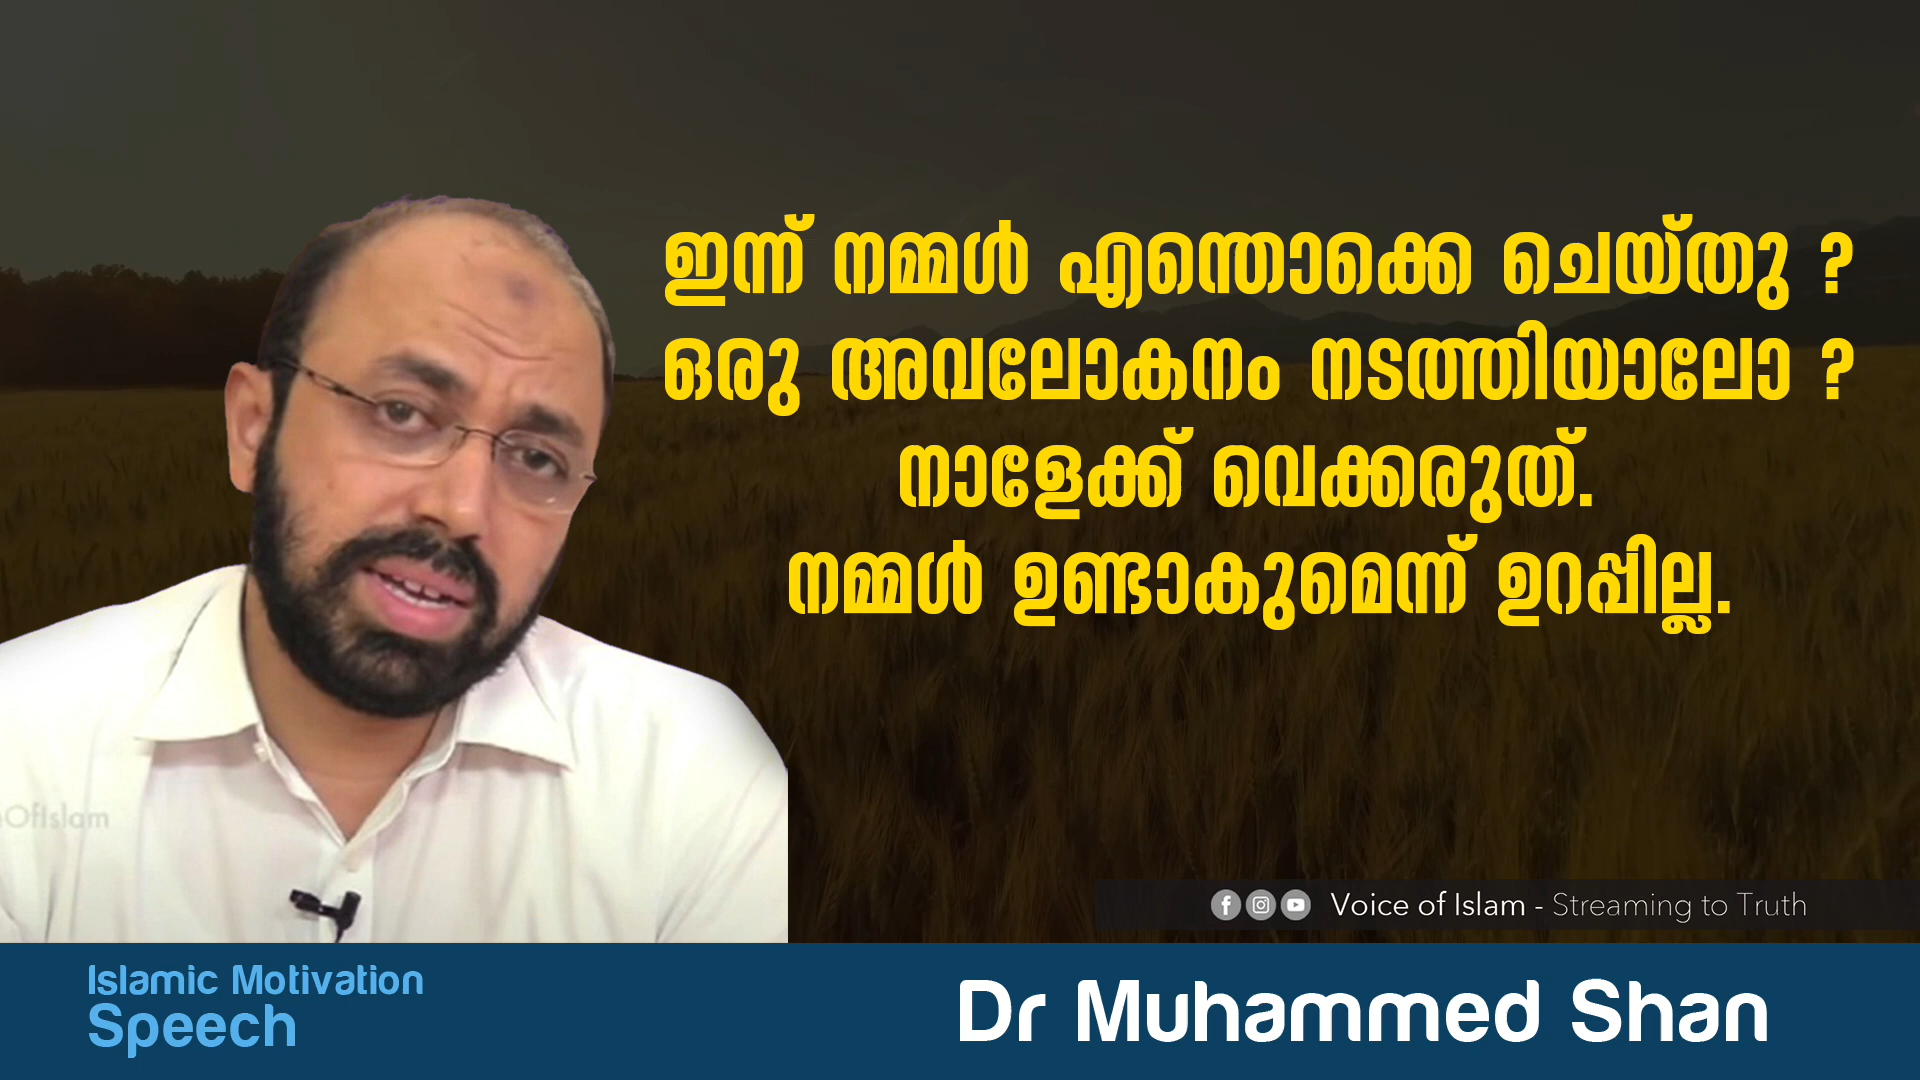 ഇന്ന് നമ്മൾ എന്തൊക്കെ ചെയ്തു ?
ഒരു അവലോകനം നടത്തിയാലോ ?
നാളേക്ക് വെക്കരുത്.
നമ്മൾ ഉണ്ടാകുമെന്ന് ഉറപ്പില്ല.
OfIslam
Voice of Islam - Streaming to Truth
Islamic Motivation
Speech
Dr Muhammed Shan